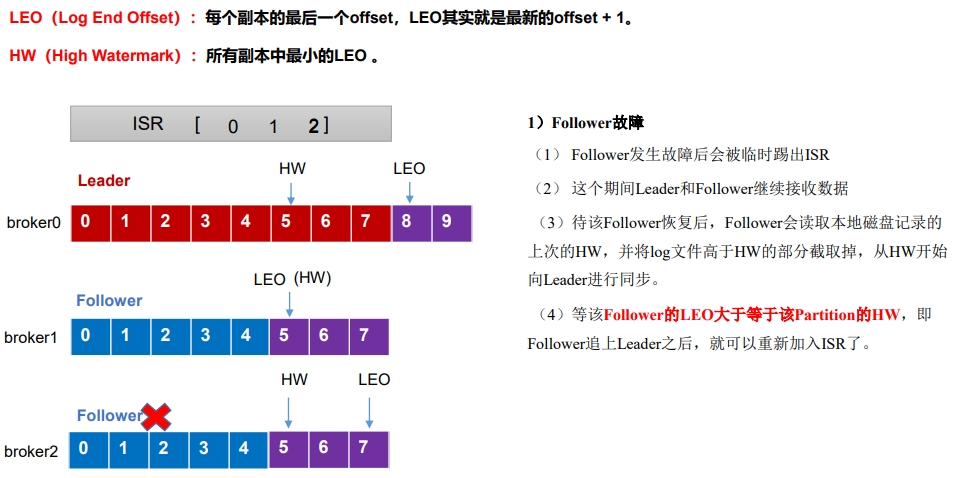 LEO（Log End Offset）：每个副本的最后一个offset，LEO其实就是最新的offset + 1。
HW（High Watermark）：所有副本中最小的LEO 。
ISR [ 0 1 2 ]
HW LEO
Leader
broker0 0 1 2 3 4 5 6 7 8 9
LEO (HW)
Follower
broker1 0 1 2 3 4 5 6 7
HW LEO
Follower
broker2 0 1 2 3 4 5 6 7
1）Follower故障
（1） Follower发生故障后会被临时踢出ISR
（2） 这个期间Leader和Follower继续接收数据
（3）待该Follower恢复后，Follower会读取本地磁盘记录的
上次的HW，并将log文件高于HW的部分截取掉，从HW开始
向Leader进行同步。
（4）等该Follower的LEO大于等于该Partition的HW，即
Follower追上Leader之后，就可以重新加入ISR了。